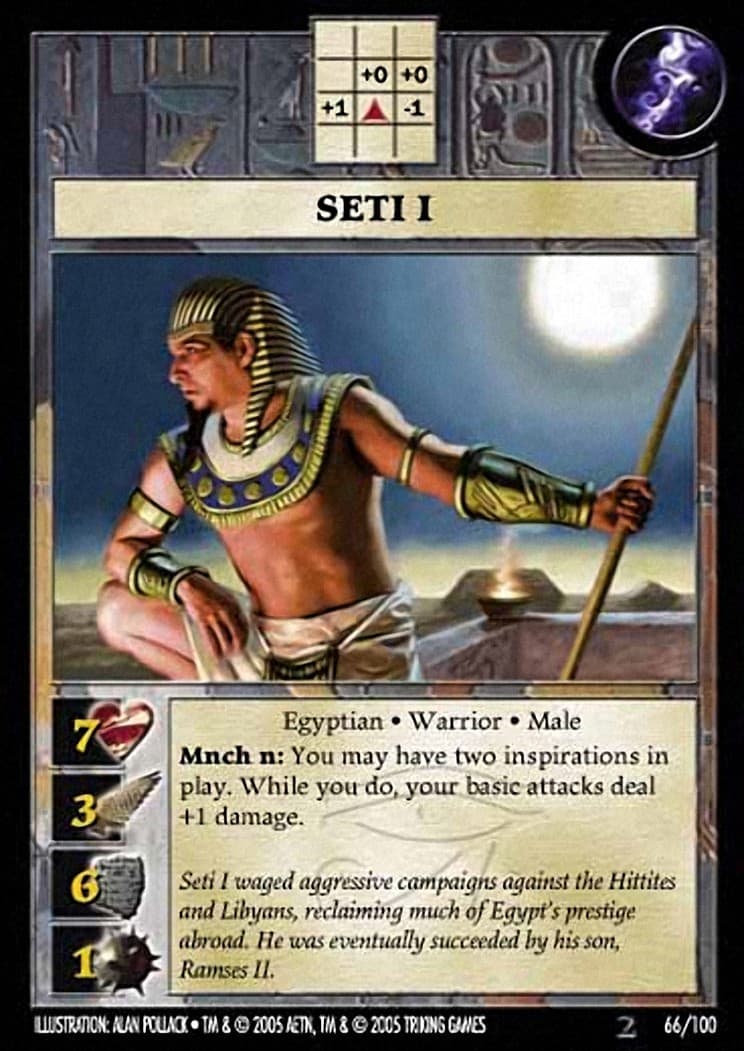 +0 +0
+1 -1
SETI I
7
3
6
1
Egyptian • Warrior • Male
Mnch n: You may have two inspirations in
play. While you do, your basic attacks deal
+1 damage.
Seti I waged aggressive campaigns against the Hittites
and Libyans, reclaiming much of Egypt's prestige
abroad. He was eventually succeeded by his son,
Ramses II.
ILLUSTRATION: ALAN POLLACK • TM & © 2005 AETN, TM & © 2005 TRIKING GAMES 2 66/100